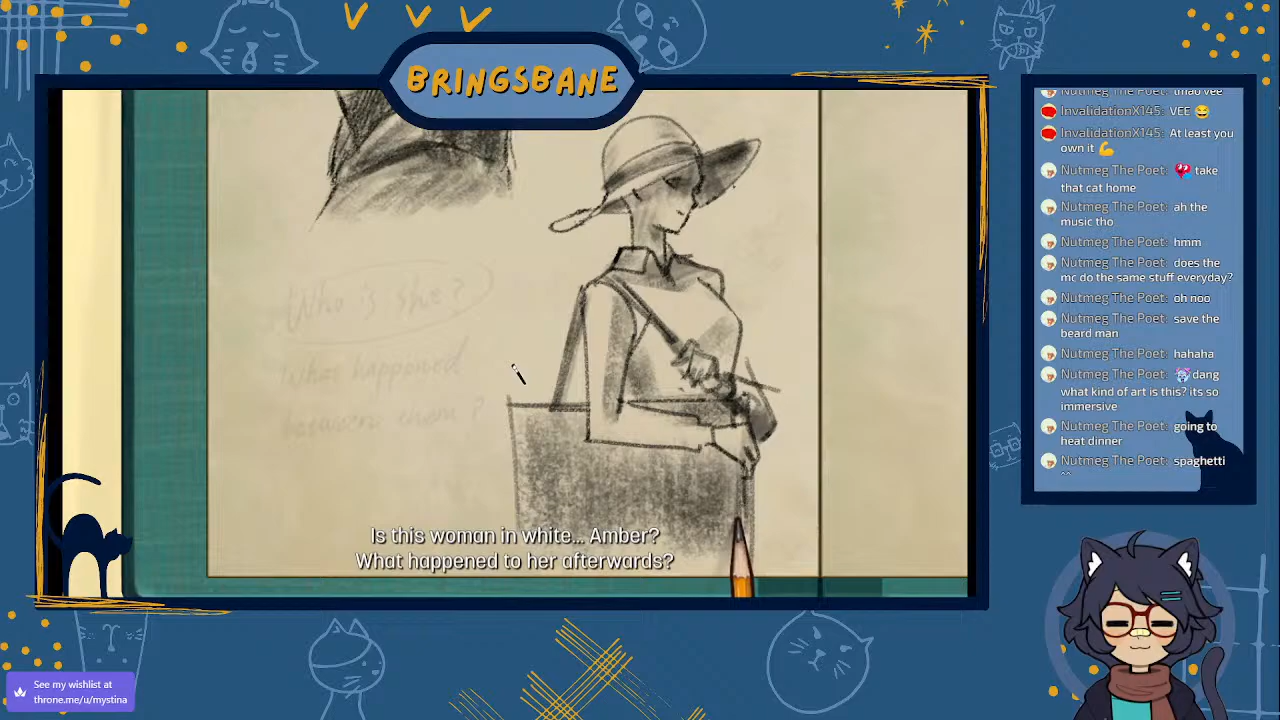 BRINGSBANE
Nutmeg The Poet: lmao vee
InvalidationX145: VEE 😂
InvalidationX145: At least you
own it 💪
Nutmeg The Poet: take
that cat home
Nutmeg The Poet: ah the
music tho
Nutmeg The Poet: hmm
Nutmeg The Poet: does the
mc do the same stuff everyday?
Nutmeg The Poet: oh noo
Nutmeg The Poet: save the
beard man
Nutmeg The Poet: hahaha
Nutmeg The Poet: dang
what kind of art is this? its so
immersive
Nutmeg The Poet: going to
heat dinner
Nutmeg The Poet: spaghetti
^^
Who is she?
What happened
between them?
Is this woman in white... Amber?
What happened to her afterwards?
See my wishlist at
throne.me/u/mystina